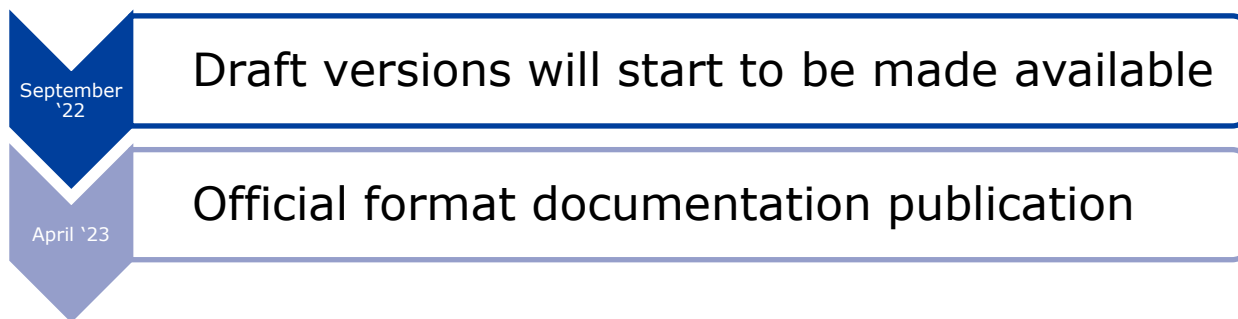 September
‘22
Draft versions will start to be made available
April ‘23
Official format documentation publication